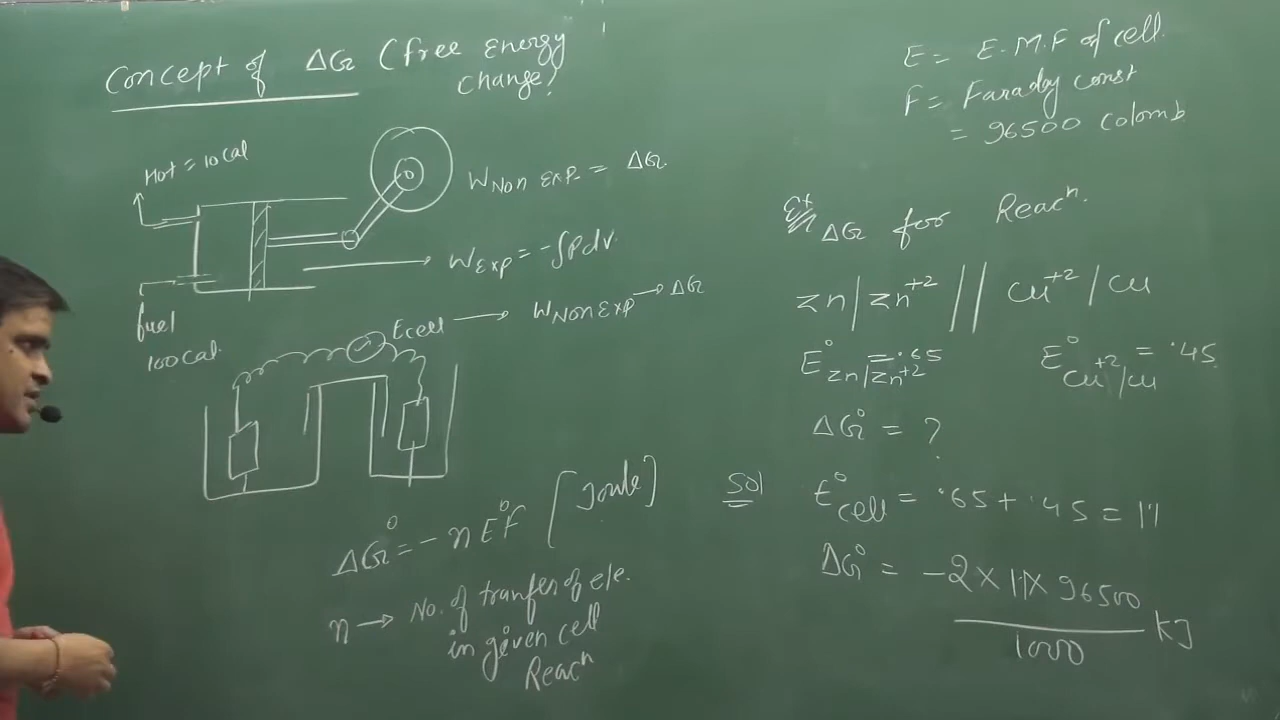 Concept of ΔG (free energy
change)
Hot = 10 Cal
fuel
100 Cal.
W Non Exp. = ΔG.
W Exp = -∫Pdv.
Ecell → W Non Exp → ΔG
ΔG° = - n E°F [Joule]
n → No. of tranfer of ele.
in given cell
Reacⁿ
E = E.M.F of cell.
F = Faraday const
= 96500 Colomb
Ex ΔG for Reacⁿ.
Zn/Zn⁺² // Cu⁺²/Cu
E°Zn/Zn⁺² = .65 E°Cu⁺²/Cu = .45
ΔG° = ?
Sol E°cell = .65 + .45 = 1.1
ΔG° = -2 × 1.1 × 96500
1000 KJ